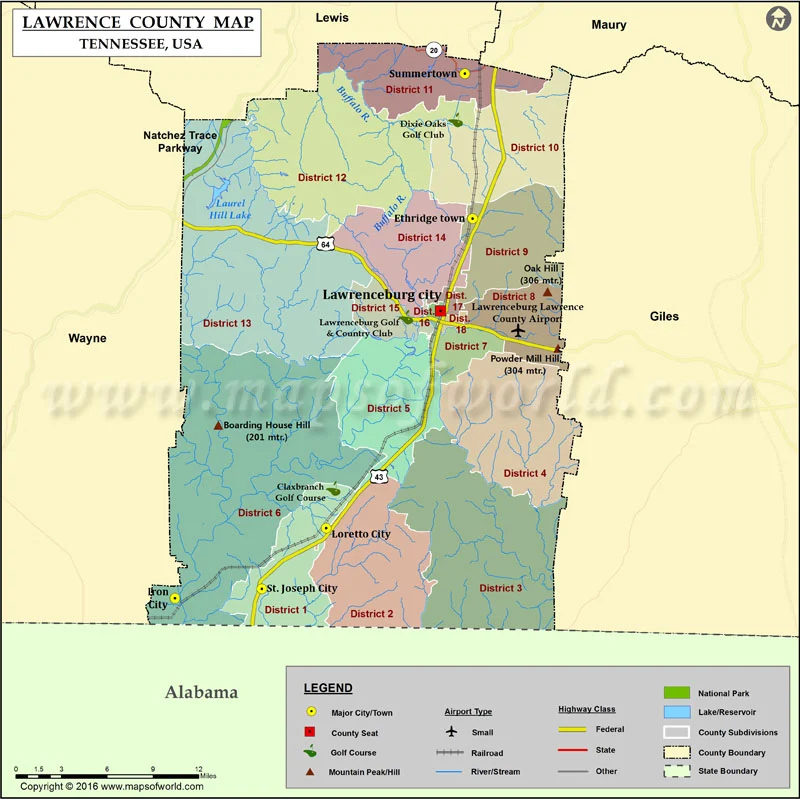 LAWRENCE COUNTY MAP
TENNESSEE, USA
Lewis
Maury
N
20
Summertown
District 11
Buffalo R.
Dixie Oaks
Golf Club
Natchez Trace
Parkway
District 10
District 12
Laurel
Hill Lake
Buffalo R.
Ethridge town
District 14
64
District 9
Oak Hill
(306 mtr.)
Lawrenceburg city
Dist.
17
District 8
District 15
Dist.
16
Lawrenceburg Lawrence
County Airport
Dist.
18
District 13
Lawrenceburg Golf
& Country Club
Giles
Wayne
District 7
Powder Mill Hill
(304 mtr.)
www.mapsofworld.com
District 5
Boarding House Hill
(201 mtr.)
District 4
43
Claxbranch
Golf Course
District 6
Loretto City
Iron
City
St. Joseph City
District 3
District 1
District 2
Alabama
LEGEND
Major City/Town
County Seat
Golf Course
Mountain Peak/Hill
Airport Type
Small
Railroad
River/Stream
Highway Class
Federal
State
Other
National Park
Lake/Reservoir
County Subdivisions
County Boundary
State Boundary
0 1.5 3 6 9 12
Miles
Copyright © 2016 www.mapsofworld.com